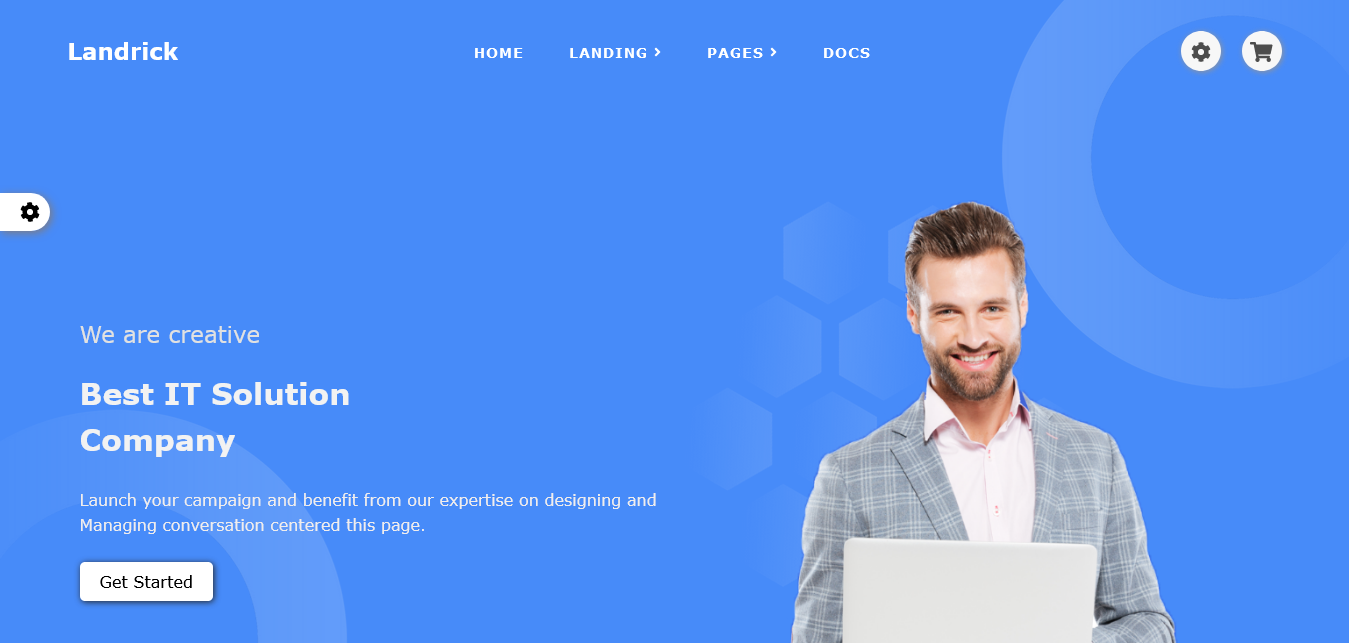 Landrick
HOME
LANDING
PAGES
DOCS
We are creative
Best IT Solution
Company
Launch your campaign and benefit from our expertise on designing and
Managing conversation centered this page.
Get Started